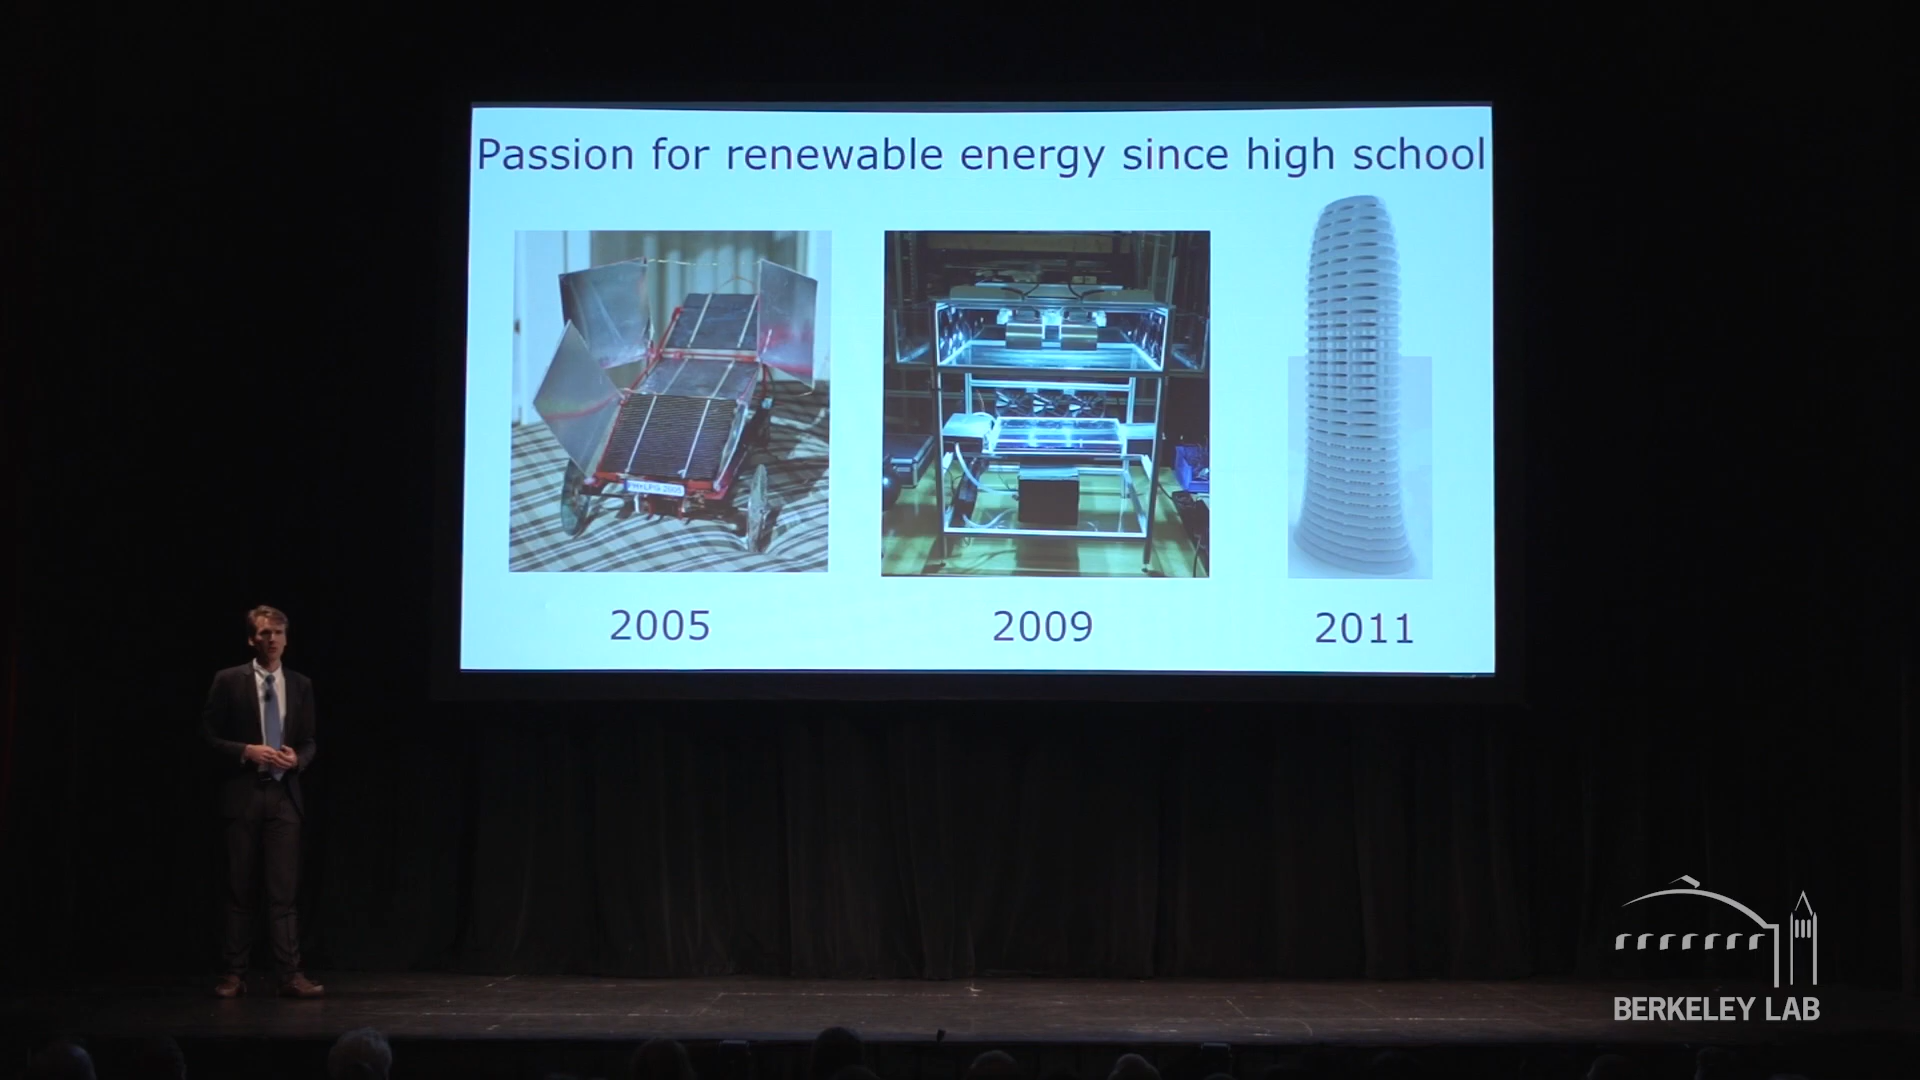 Passion for renewable energy since high school
2005
2009
2011
BERKELEY LAB